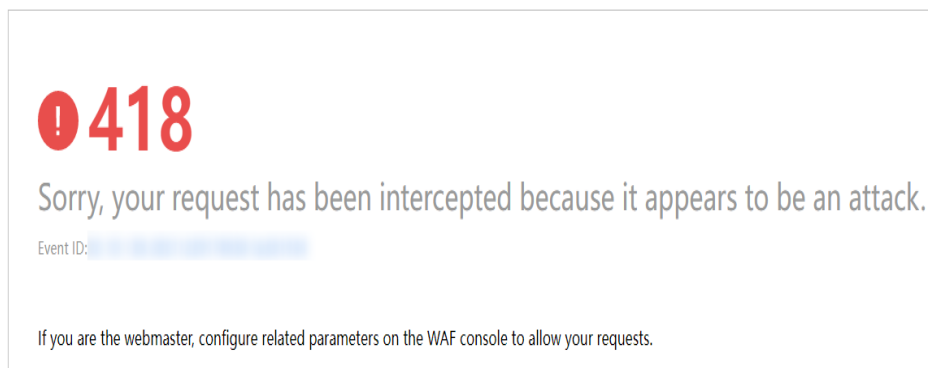 ! 418
Sorry, your request has been intercepted because it appears to be an attack.
Event ID:
If you are the webmaster, configure related parameters on the WAF console to allow your requests.